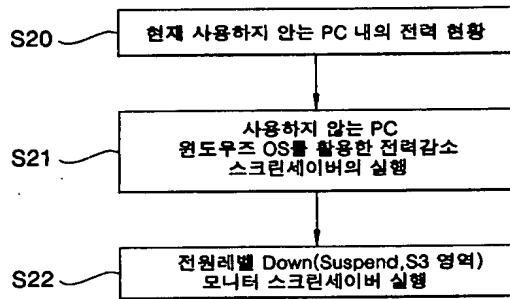 S20
현재 사용하지 안는 PC 내의 전력 현황
S21
사용하지 않는 PC
윈도우즈 OS를 활용한 전력감소
스크린세이버의 실행
S22
전원레벨 Down(Suspend,S3 영역)
모니터 스크린세이버 실행